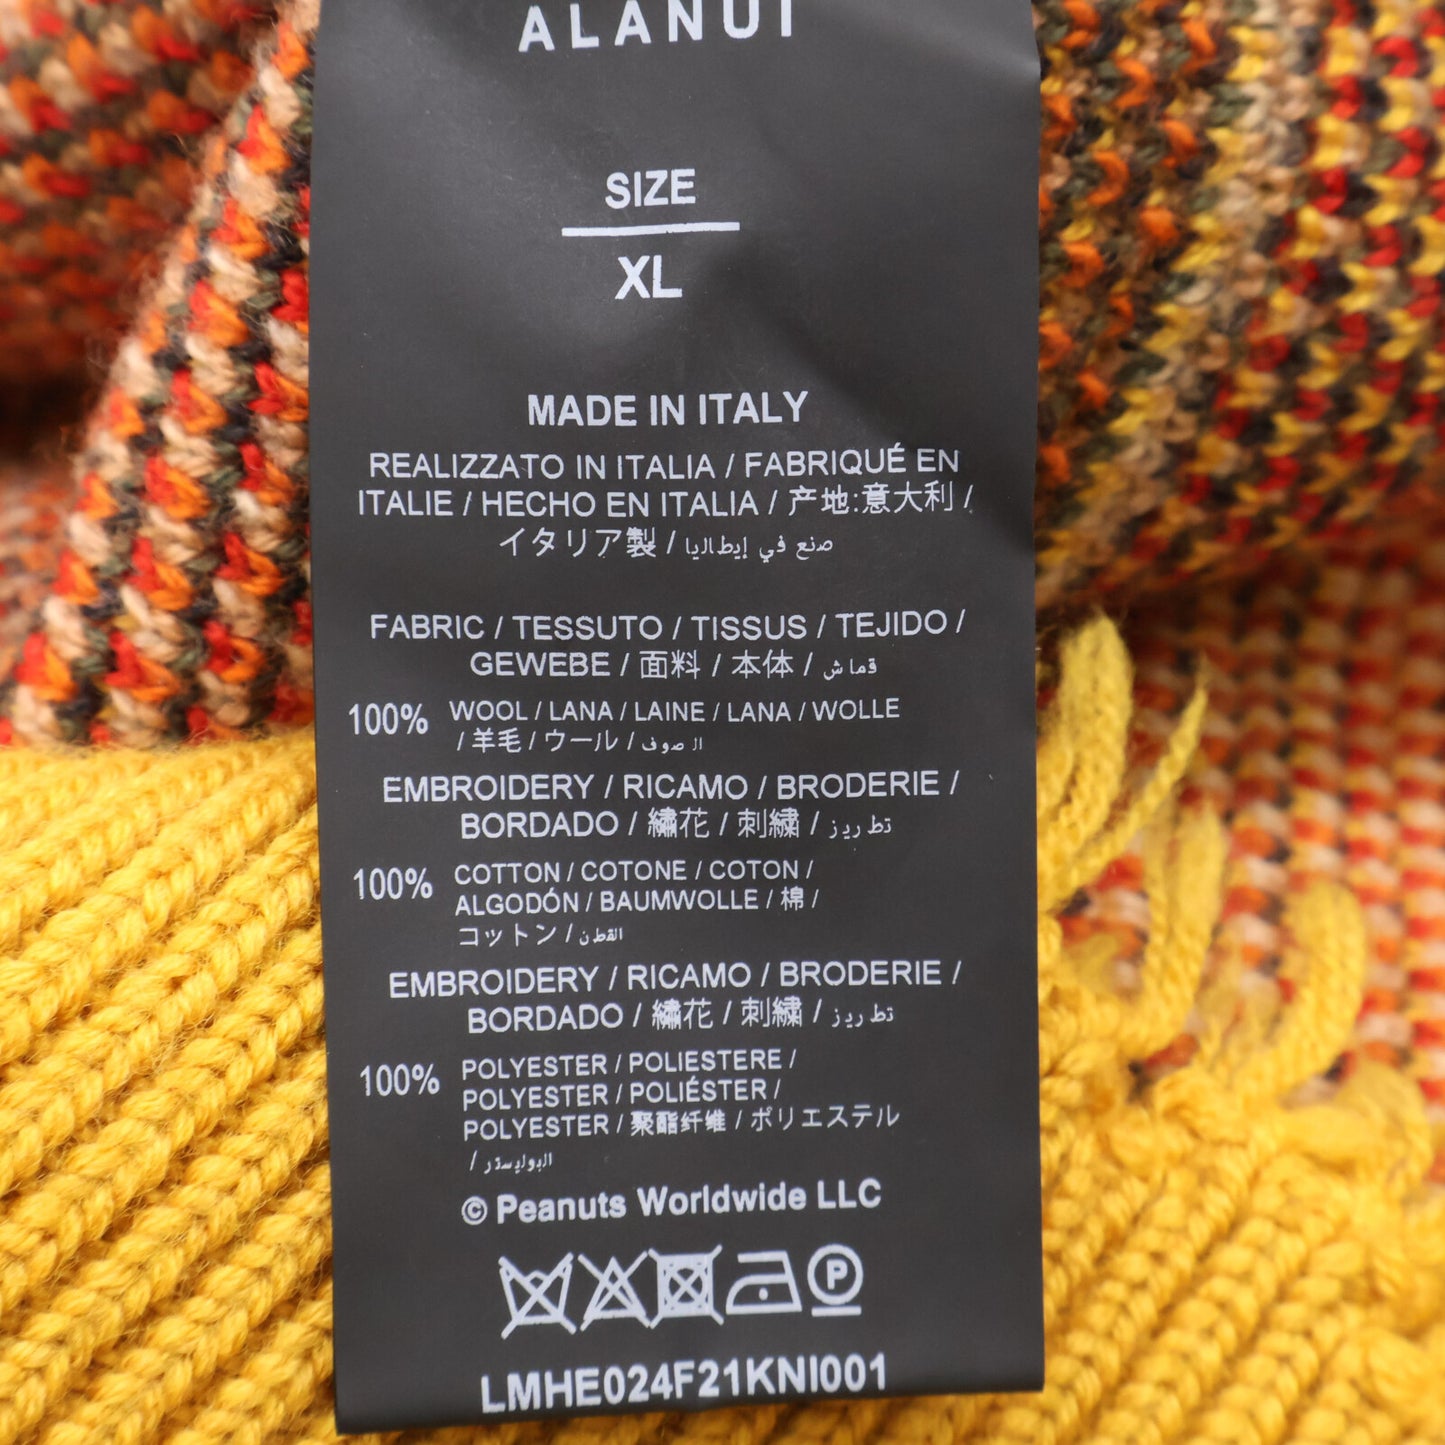 ALANUI
SIZE
XL
MADE IN ITALY
REALIZZATO IN ITALIA / FABRIQUÉ EN
ITALIE / HECHO EN ITALIA / 产地:意大利 /
イタリア製 / صنع في إيطاليا
FABRIC / TESSUTO / TISSUS / TEJIDO /
GEWEBE / 面料 / 本体 / قماش
100% WOOL / LANA / LAINE / LANA / WOLLE
/ 羊毛 / ウール / الصوف
EMBROIDERY / RICAMO / BRODERIE /
BORDADO / 繡花 / 刺繍 / تطريز
100% COTTON / COTONE / COTON /
ALGODÓN / BAUMWOLLE / 棉 /
コットン / القطن
EMBROIDERY / RICAMO / BRODERIE /
BORDADO / 繡花 / 刺繍 / تطريز
100% POLYESTER / POLIESTERE /
POLYESTER / POLIÉSTER /
POLYESTER / 聚酯纤维 / ポリエステル
/ البوليستر
© Peanuts Worldwide LLC
P
LMHE024F21KNI001